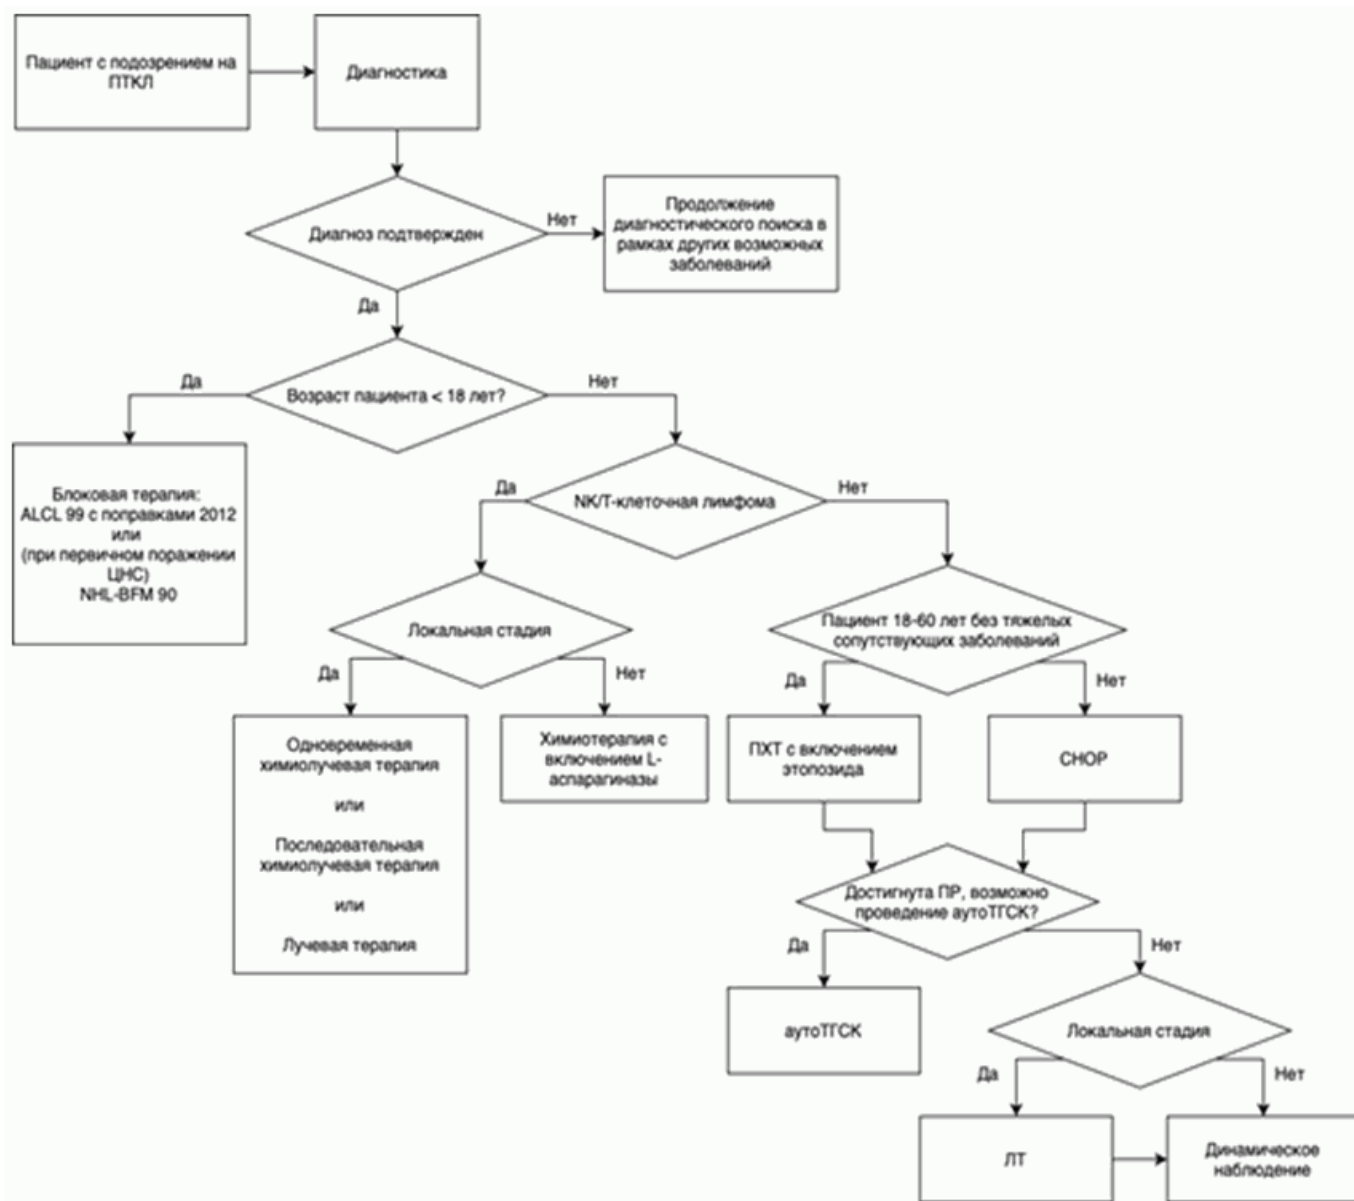 Пациент с подозрением на
ПТКЛ
Диагностика
Диагноз подтвержден
Нет
Продолжение
диагностического поиска в
рамках других возможных
заболеваний
Да
Возраст пациента < 18 лет?
Да
Нет
Блоковая терапия:
ALCL 99 с поправками 2012
или
(при первичном поражении
ЦНС)
NHL-BFM 90
NK/T-клеточная лимфома
Да
Нет
Локальная стадия
Да
Нет
Одновременная
химиолучевая терапия
или
Последовательная
химиолучевая терапия
или
Лучевая терапия
Химиотерапия с
включением L-
аспарагиназы
Пациент 18-60 лет без тяжелых
сопутствующих заболеваний
Да
Нет
ПХТ с включением
этопозида
CHOP
Достигнута ПР, возможно
проведение аутоТГСК?
Да
Нет
аутоТГСК
Локальная стадия
Да
Нет
ЛТ
Динамическое
наблюдение